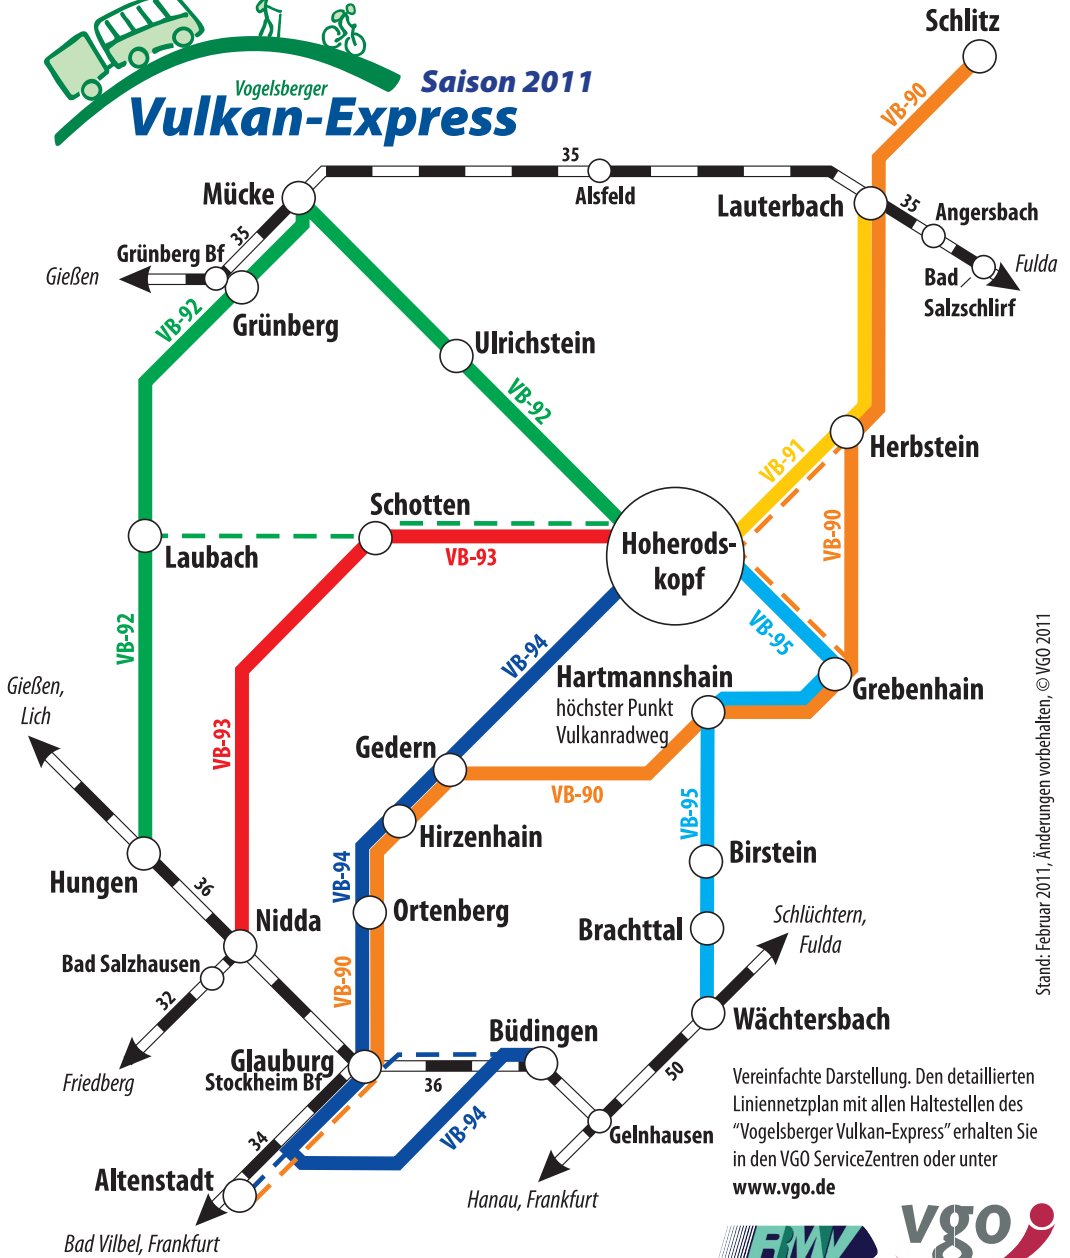 Schlitz
Vogelsberger
Saison 2011
Vulkan-Express
VB-90
35
Mücke
Alsfeld
Lauterbach
35
Angersbach
Fulda
Bad
Salzschlirf
Grünberg Bf
35
Gießen
VB-92
Grünberg
Ulrichstein
VB-92
Herbstein
VB-91
Schotten
Hoherods-
kopf
VB-90
Laubach
VB-93
VB-95
VB-92
VB-94
Hartmannshain
höchster Punkt
Vulkanradweg
Grebenhain
Gießen,
Lich
VB-93
Gedern
VB-90
VB-95
Hirzenhain
Birstein
Hungen
36
VB-94
Ortenberg
Nidda
Brachttal
Schlüchtern,
Fulda
Bad Salzhausen
32
VB-90
Wächtersbach
Büdingen
Glauburg
Stockheim Bf
36
50
Friedberg
34
VB-94
Gelnhausen
Altenstadt
Hanau, Frankfurt
Bad Vilbel, Frankfurt
Vereinfachte Darstellung. Den detaillierten
Liniennetzplan mit allen Haltestellen des
“Vogelsberger Vulkan-Express” erhalten Sie
in den VGO ServiceZentren oder unter
www.vgo.de
Stand: Februar 2011, Änderungen vorbehalten, © VGO 2011
RMV
vgo